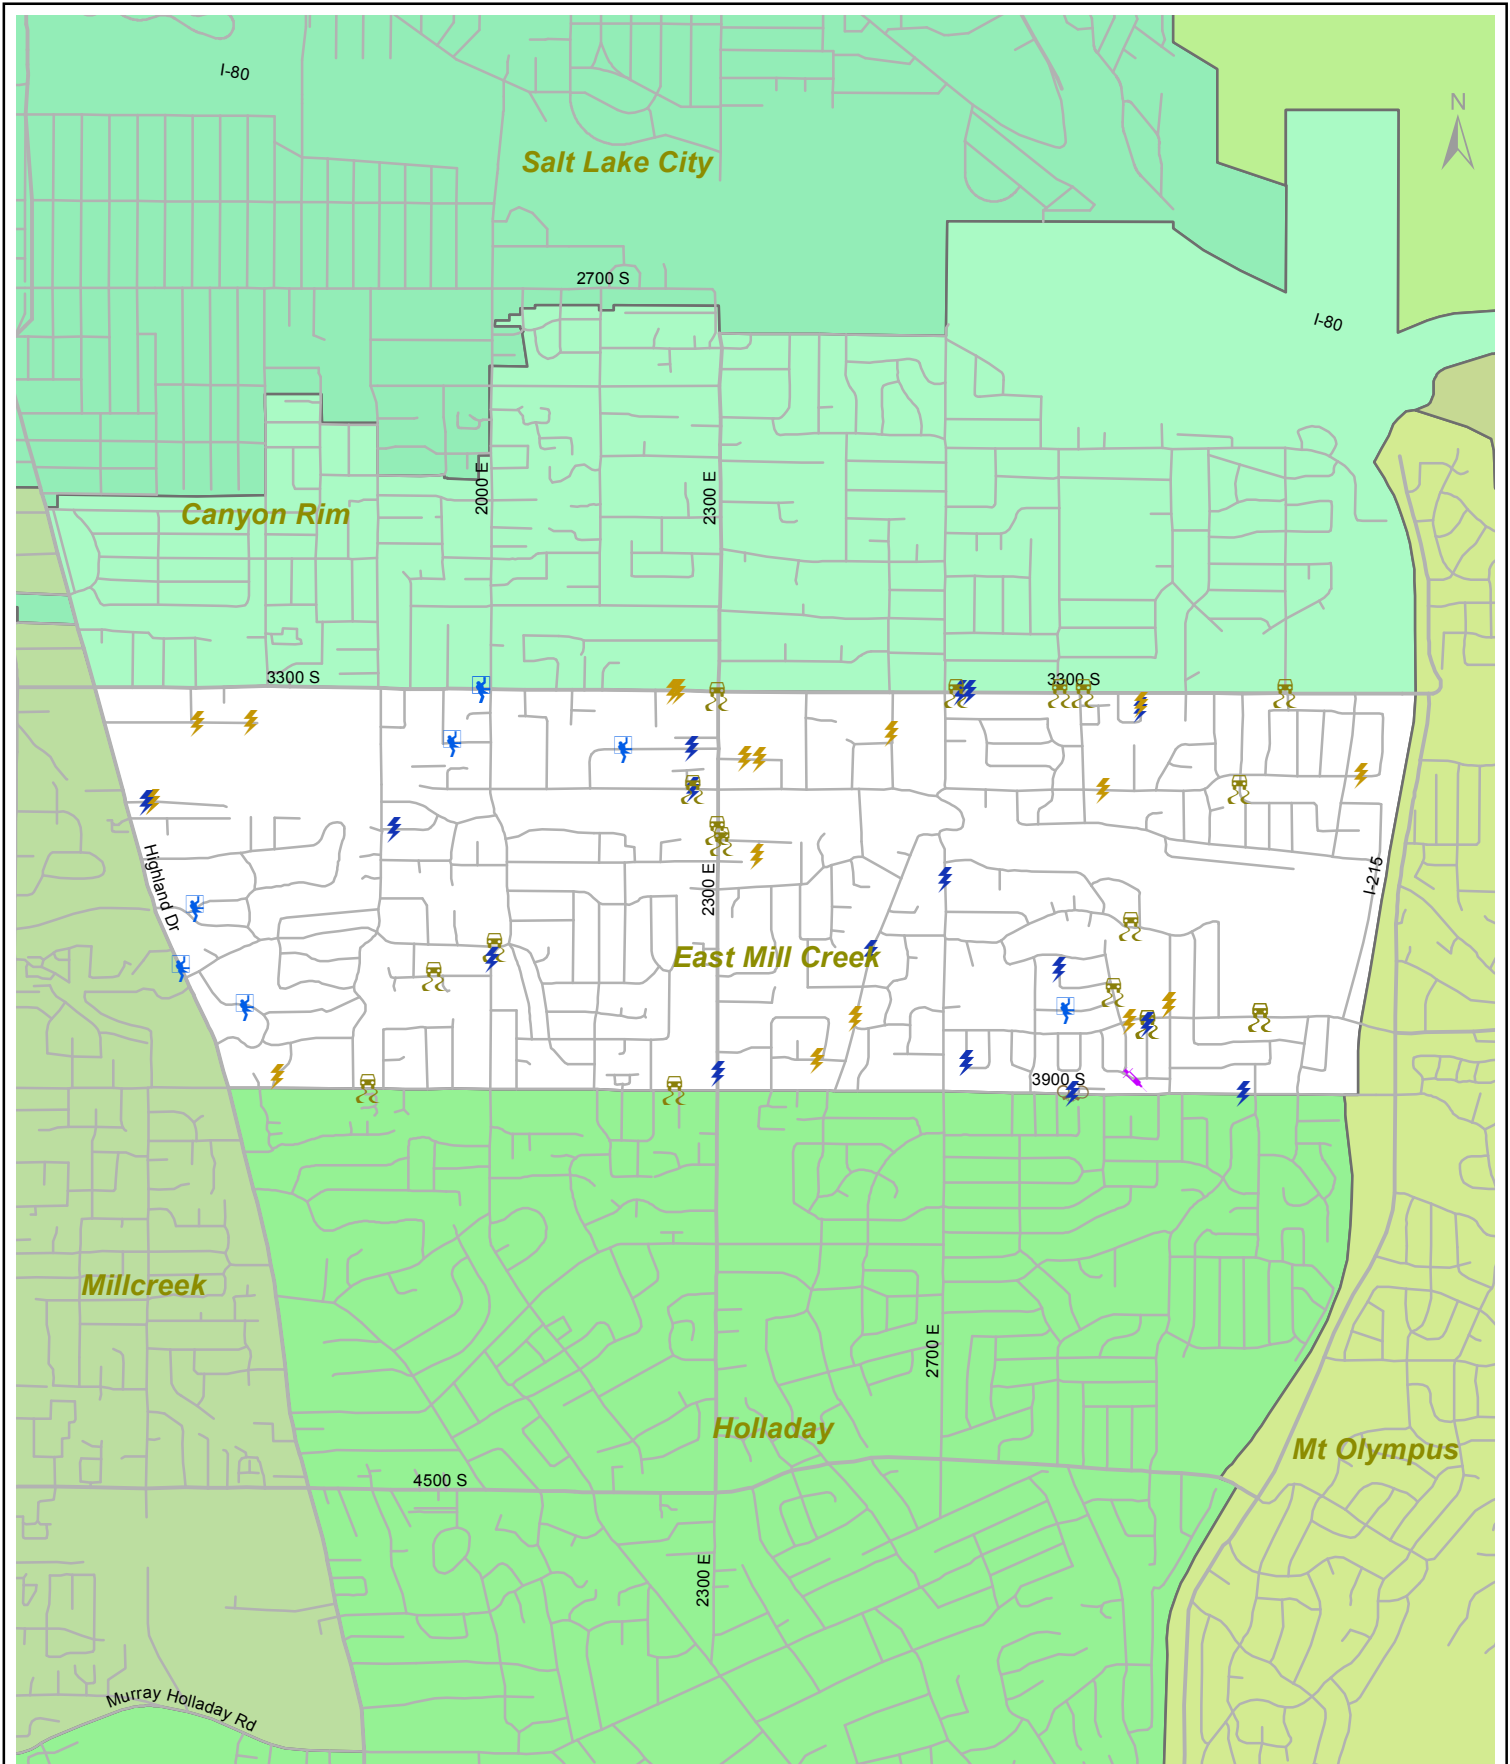 I-80
N
Salt Lake City
2700 S
I-80
2000 E
2300 E
Canyon Rim
3300 S
3300 S
Highland Dr
2300 E
I-215
East Mill Creek
3900 S
Millcreek
2700 E
Holladay
Mt Olympus
4500 S
2300 E
Murray Holladay Rd